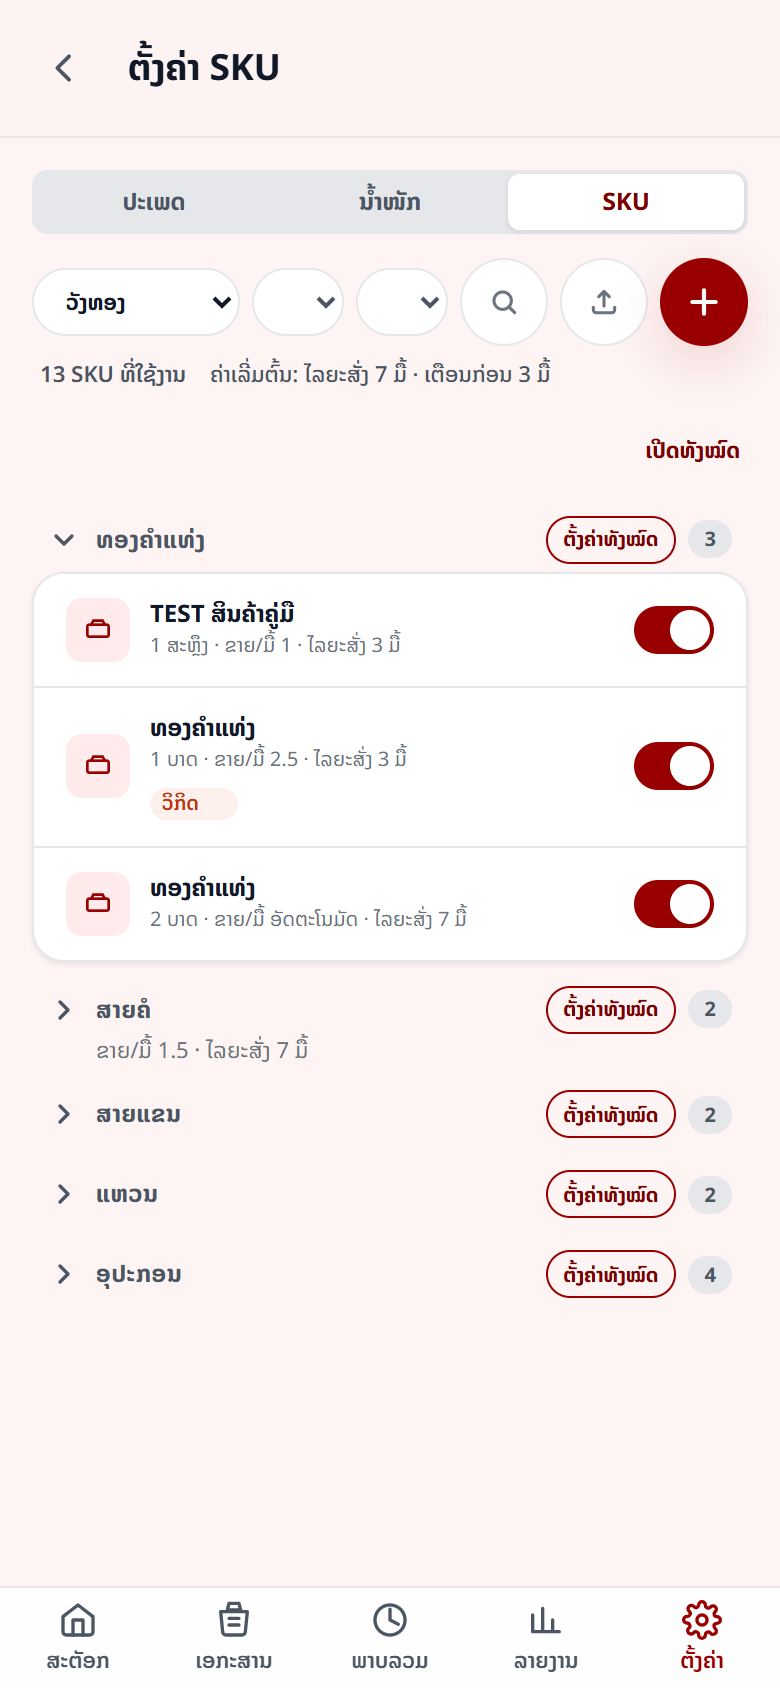 ຕັ້ງຄ່າ SKU
ປະເພດ ນ້ຳໜັກ SKU
ວັງທອງ
13 SKU ທີ່ໃຊ້ງານ ຄ່າເລີ່ມຕົ້ນ: ໄລຍະສັ່ງ 7 ມື້ · ເຕືອນກ່ອນ 3 ມື້
ເປີດທັງໝົດ
ທອງຄຳແທ່ງ ຕັ້ງຄ່າທັງໝົດ 3
TEST ສິນຄ້າຄູ່ມື
1 ສະຫຼຶງ · ຂາຍ/ມື້ 1 · ໄລຍະສັ່ງ 3 ມື້
ທອງຄຳແທ່ງ
1 ບາດ · ຂາຍ/ມື້ 2.5 · ໄລຍະສັ່ງ 3 ມື້
ວິກິດ
ທອງຄຳແທ່ງ
2 ບາດ · ຂາຍ/ມື້ ອັດຕະໂນມັດ · ໄລຍະສັ່ງ 7 ມື້
ສາຍຄໍ ຕັ້ງຄ່າທັງໝົດ 2
ຂາຍ/ມື້ 1.5 · ໄລຍະສັ່ງ 7 ມື້
ສາຍແຂນ ຕັ້ງຄ່າທັງໝົດ 2
ແຫວນ ຕັ້ງຄ່າທັງໝົດ 2
ອຸປະກອນ ຕັ້ງຄ່າທັງໝົດ 4
ສະຕັອກ ເອກະສານ ພາບລວມ ລາຍງານ ຕັ້ງຄ່າ